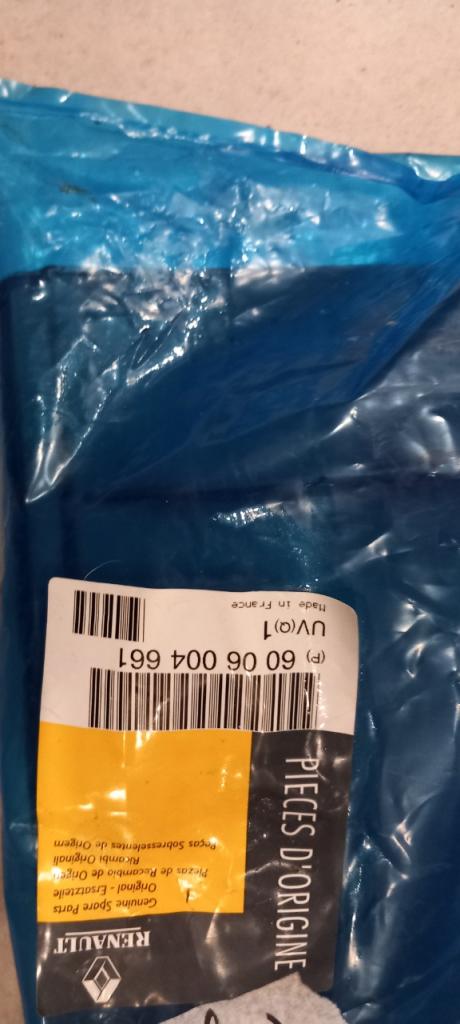 RENAULT
PIECES D'ORIGINE
Genuine Spare Parts
Original - Ersatzteile
Piezas de Recambio de Origen
Ricambi Originali
Peças Sobresselentes de Origem
(P) 60 06 004 661
UV(Q)1
Made in France